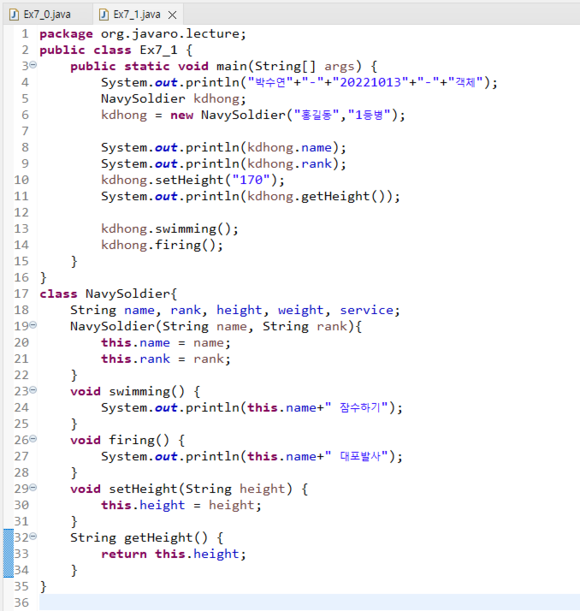 Ex7_0.java Ex7_1.java
1 package org.javaro.lecture;
2 public class Ex7_1 {
3 public static void main(String[] args) {
4 System.out.println("박수연"+"-"+"20221013"+"-"+"객체");
5 NavySoldier kdhong;
6 kdhong = new NavySoldier("홍길동","1등병");
7
8 System.out.println(kdhong.name);
9 System.out.println(kdhong.rank);
10 kdhong.setHeight("170");
11 System.out.println(kdhong.getHeight());
12
13 kdhong.swimming();
14 kdhong.firing();
15 }
16 }
17 class NavySoldier{
18 String name, rank, height, weight, service;
19 NavySoldier(String name, String rank){
20 this.name = name;
21 this.rank = rank;
22 }
23 void swimming() {
24 System.out.println(this.name+" 잠수하기");
25 }
26 void firing() {
27 System.out.println(this.name+" 대포발사");
28 }
29 void setHeight(String height) {
30 this.height = height;
31 }
32 String getHeight() {
33 return this.height;
34 }
35 }
36